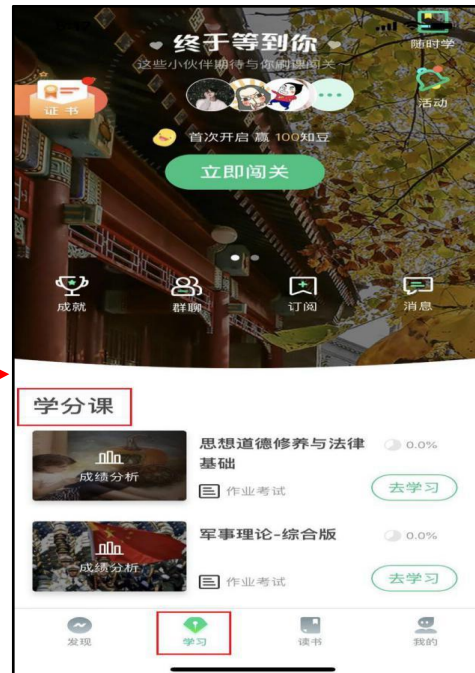 终于等到你
随时学
这些小伙伴期待与你刷课闯关~
证书
活动
首次开启 赢 100知豆
立即闯关
成就
群聊
订阅
消息
学分课
思想道德修养与法律基础
0.0%
成绩分析
作业考试
去学习
军事理论-综合版
0.0%
成绩分析
作业考试
去学习
发现
学习
读书
我的